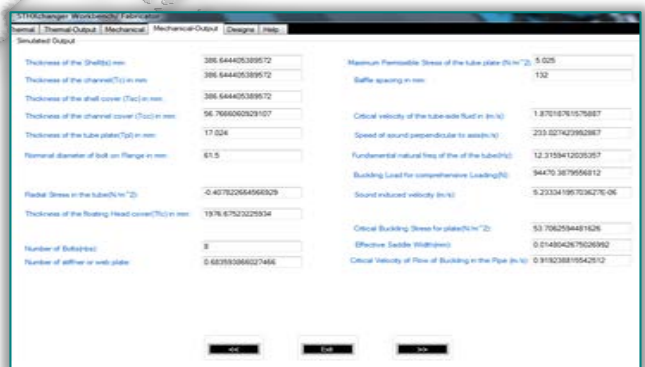 STHXchanger Workbench/ Fabricator
hermal Thermal-Output Mechanical Mechanical-Output Designs Help
Simulated Output
Thickness of the Shell(ts) mm 386.644405389572 Maximum Permissible Stress of the tube plate (N/m^2) 5.025
Thickness of the channel(Tc) in mm 386.644405389572 Baffle spacing in mm 132
Thickness of the shell cover (Tsc) in mm 386.644405389572
Thickness of the channel cover (Tcc) in mm 56.7666060929107 Critical velocity of the tube-side fluid in (m/s) 1.87018761575887
Thickness of the tube plate(Tpl) in mm 17.024 Speed of sound perpendicular to axis(m/s) 233.027423952867
Nominal diameter of bolt on Flange in mm 61.5 Fundamental natural freq of the of the tube(Hz) 12.3159412035357
Buckling Load for comprehensive Loading(N) 94470.3879556812
Radial Stress in the tube(N/m^2) -0.407822664566929 Sound induced velocity (m/s) 5.23334195703627E-06
Thickness of the floating Head cover(Tfc) in mm 1976.67523225934
Critical Buckling Stress for plate(N/m^2) 53.7062594481626
Number of Bolts(nbs) 8 Effective Saddle Width(mm) 0.0149042675026992
Number of stiffner or web plate 0.683593866027466 Critical Velocity of Flow of Buckling in the Pipe (m/s) 0.919238815542512
<< Exit >>